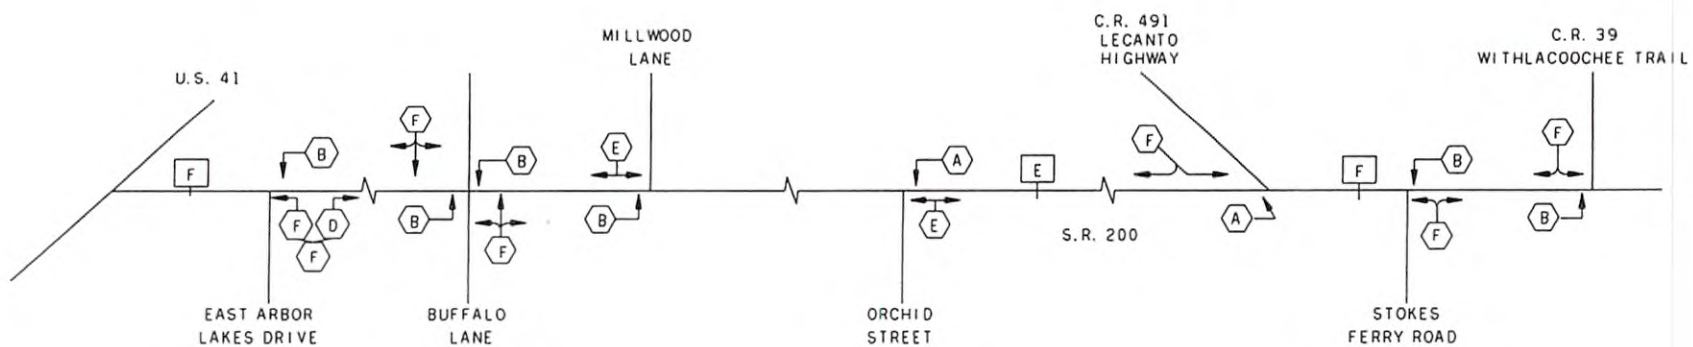 C.R. 491
LECANTO
HIGHWAY
C.R. 39
WITHLACOOCHEE TRAIL
MILLWOOD
LANE
U.S. 41
F
F
F
B
B
E
A
F
E
F
B
F
D
F
B
F
B
E
A
F
B
S.R. 200
EAST ARBOR
LAKES DRIVE
BUFFALO
LANE
ORCHID
STREET
STOKES
FERRY ROAD